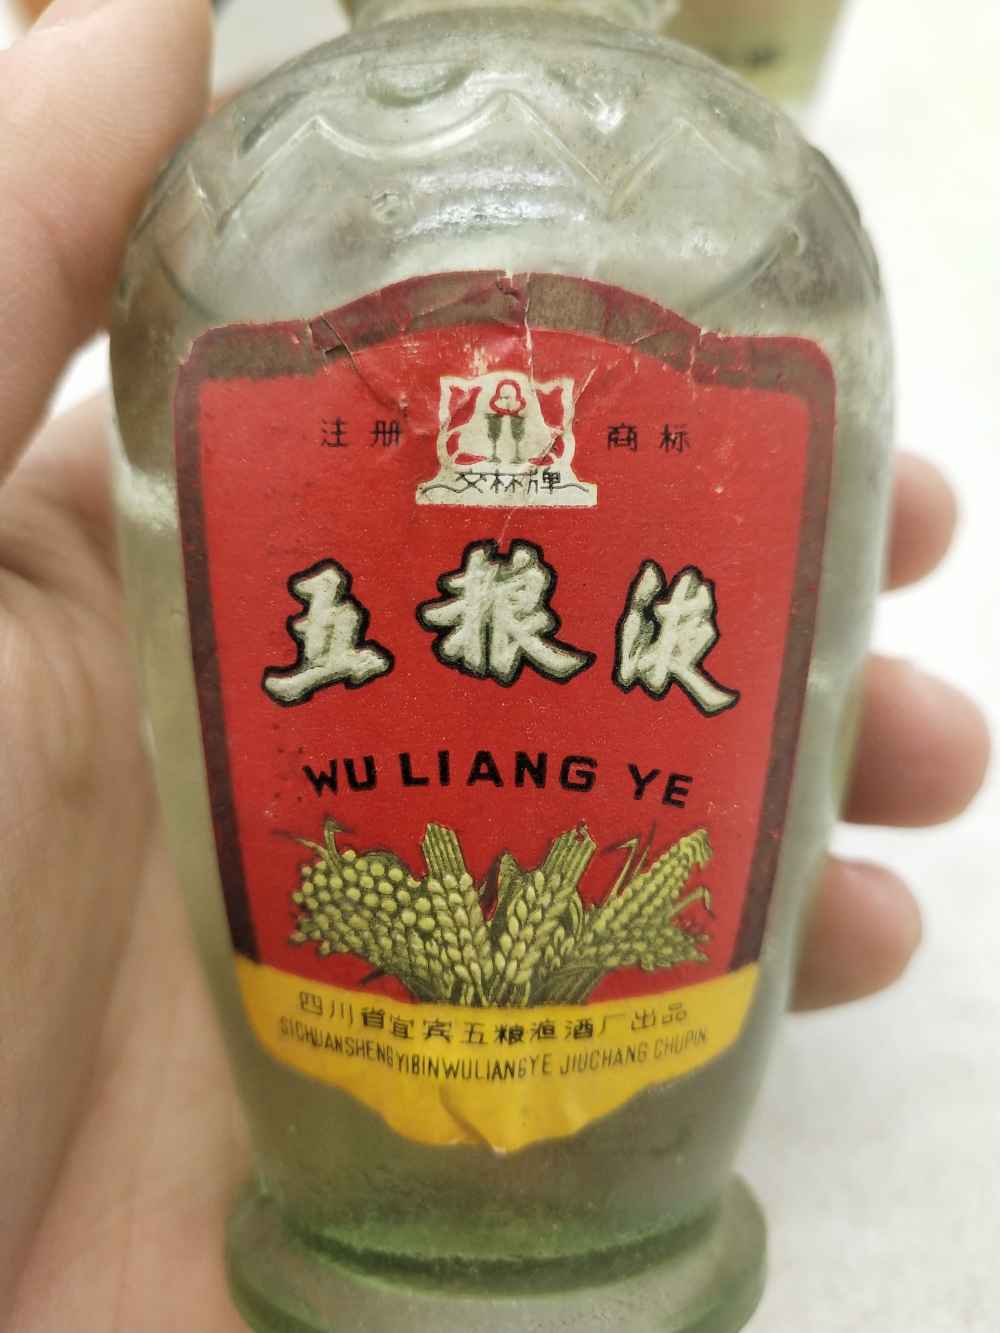 注册 商标
交杯牌
五粮液
WU LIANG YE
四川省宜宾五粮液酒厂出品
SICHUANSHENGYIBINWULIANGYE JIUCHANG CHUPIN